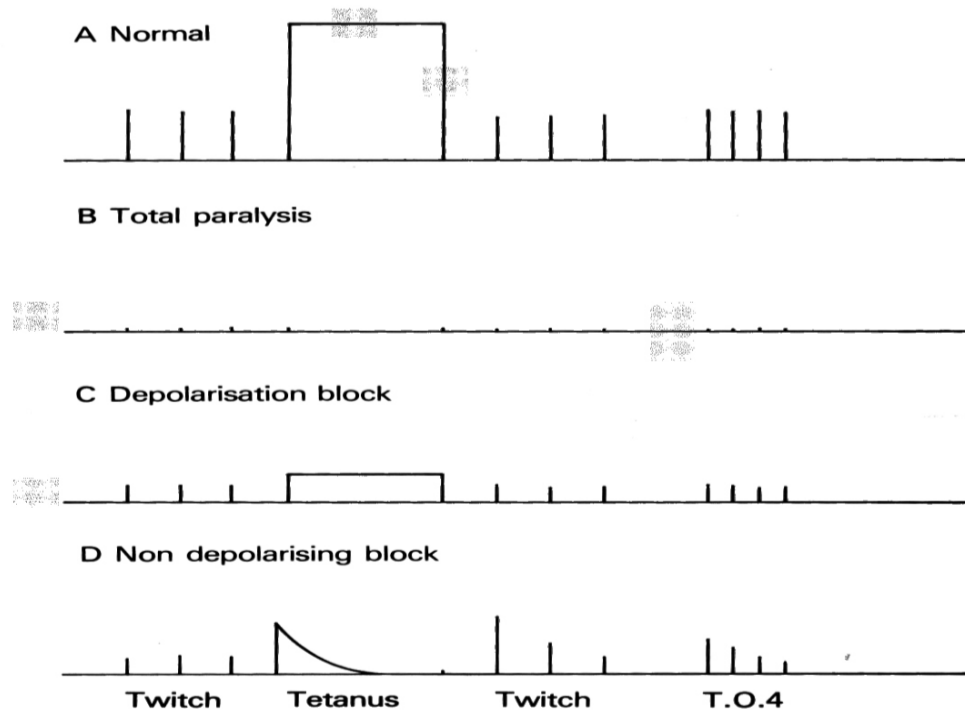 A Normal
B Total paralysis
C Depolarisation block
D Non depolarising block
Twitch Tetanus Twitch T.O.4